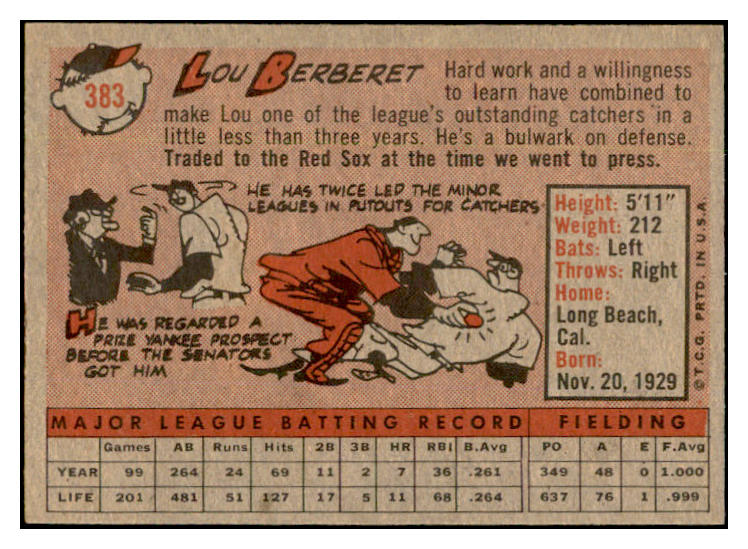 383
LOU BERBERET
Hard work and a willingness
to learn have combined to
make Lou one of the league's outstanding catchers in a
little less than three years. He's a bulwark on defense.
Traded to the Red Sox at the time we went to press.
HE HAS TWICE LED THE MINOR
LEAGUES IN PUTOUTS FOR CATCHERS
HE WAS REGARDED A
PRIZE YANKEE PROSPECT
BEFORE THE SENATORS
GOT HIM
Height: 5'11"
Weight: 212
Bats: Left
Throws: Right
Home:
Long Beach,
Cal.
Born:
Nov. 20, 1929
© T.C.G. PRTD. IN U.S.A.
MAJOR LEAGUE BATTING RECORD FIELDING
Games AB Runs Hits 2B 3B HR RBI B.Avg PO A E F.Avg
YEAR 99 264 24 69 11 2 7 36 .261 349 48 0 1.000
LIFE 201 481 51 127 17 5 11 68 .264 637 76 1 .999